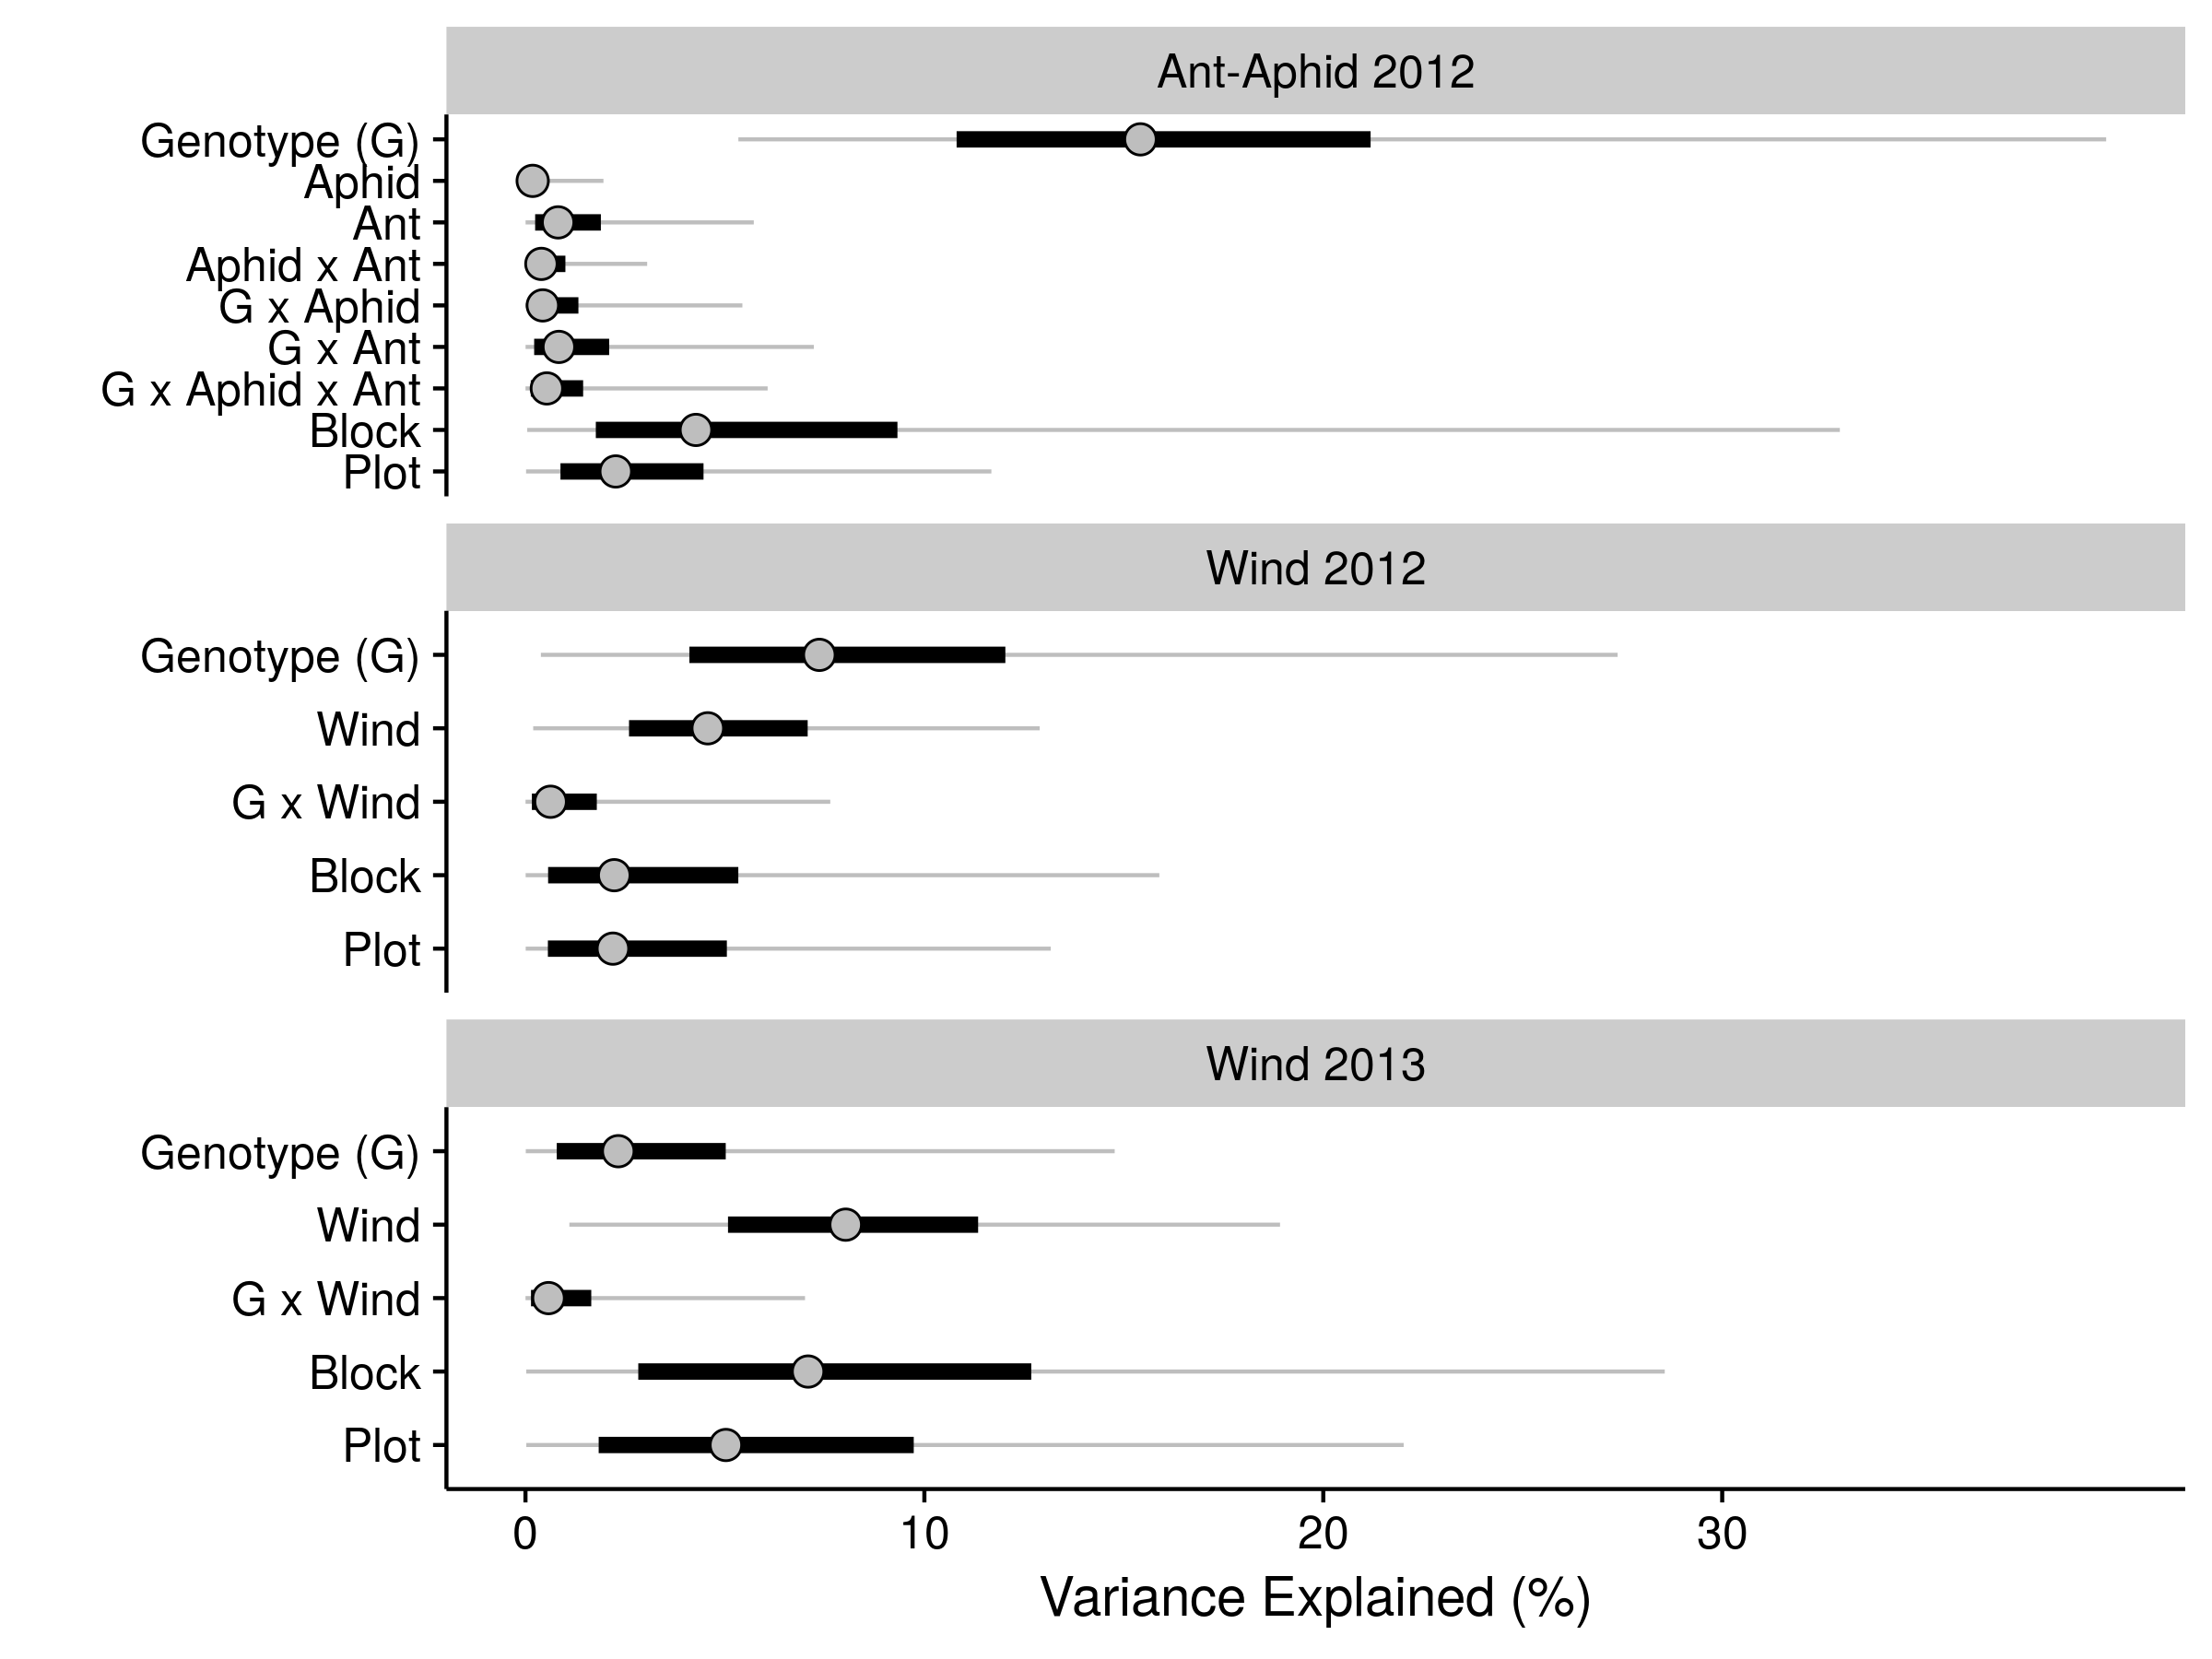 Ant-Aphid 2012
Genotype (G)
Aphid
Ant
Aphid x Ant
G x Aphid
G x Ant
G x Aphid x Ant
Block
Plot
Wind 2012
Genotype (G)
Wind
G x Wind
Block
Plot
Wind 2013
Genotype (G)
Wind
G x Wind
Block
Plot
0 10 20 30
Variance Explained (%)